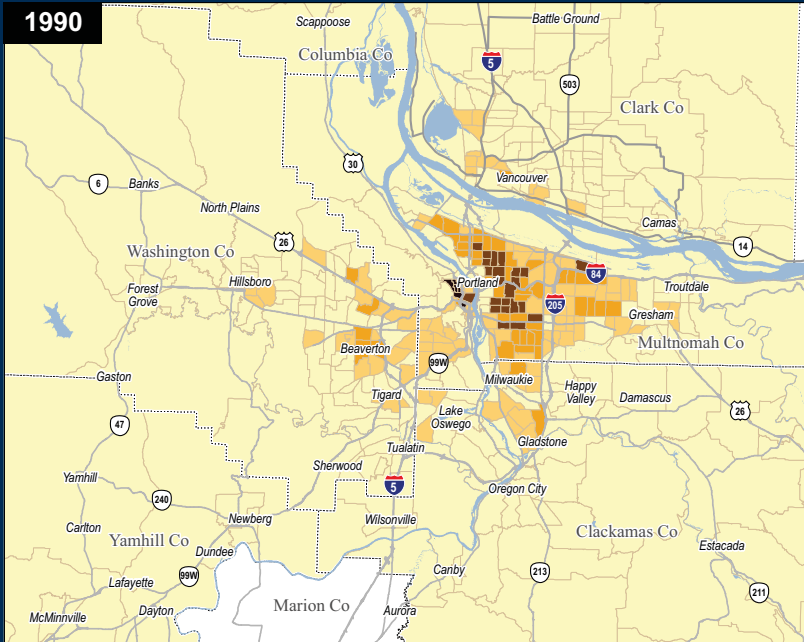 1990
Scappoose
Battle Ground
Columbia Co
5
503
Clark Co
30
Vancouver
6
Banks
North Plains
Camas
26
14
Washington Co
Hillsboro
Portland
84
Forest
Grove
Troutdale
205
Gresham
Multnomah Co
Beaverton
99W
Gaston
Milwaukie
Happy
Valley
Tigard
Damascus
Lake
Oswego
26
47
Gladstone
Tualatin
Sherwood
Yamhill
5
Oregon City
240
Newberg
Wilsonville
Carlton
Yamhill Co
Clackamas Co
Dundee
Estacada
99W
Canby
213
Lafayette
211
Marion Co
Dayton
Aurora
McMinnville